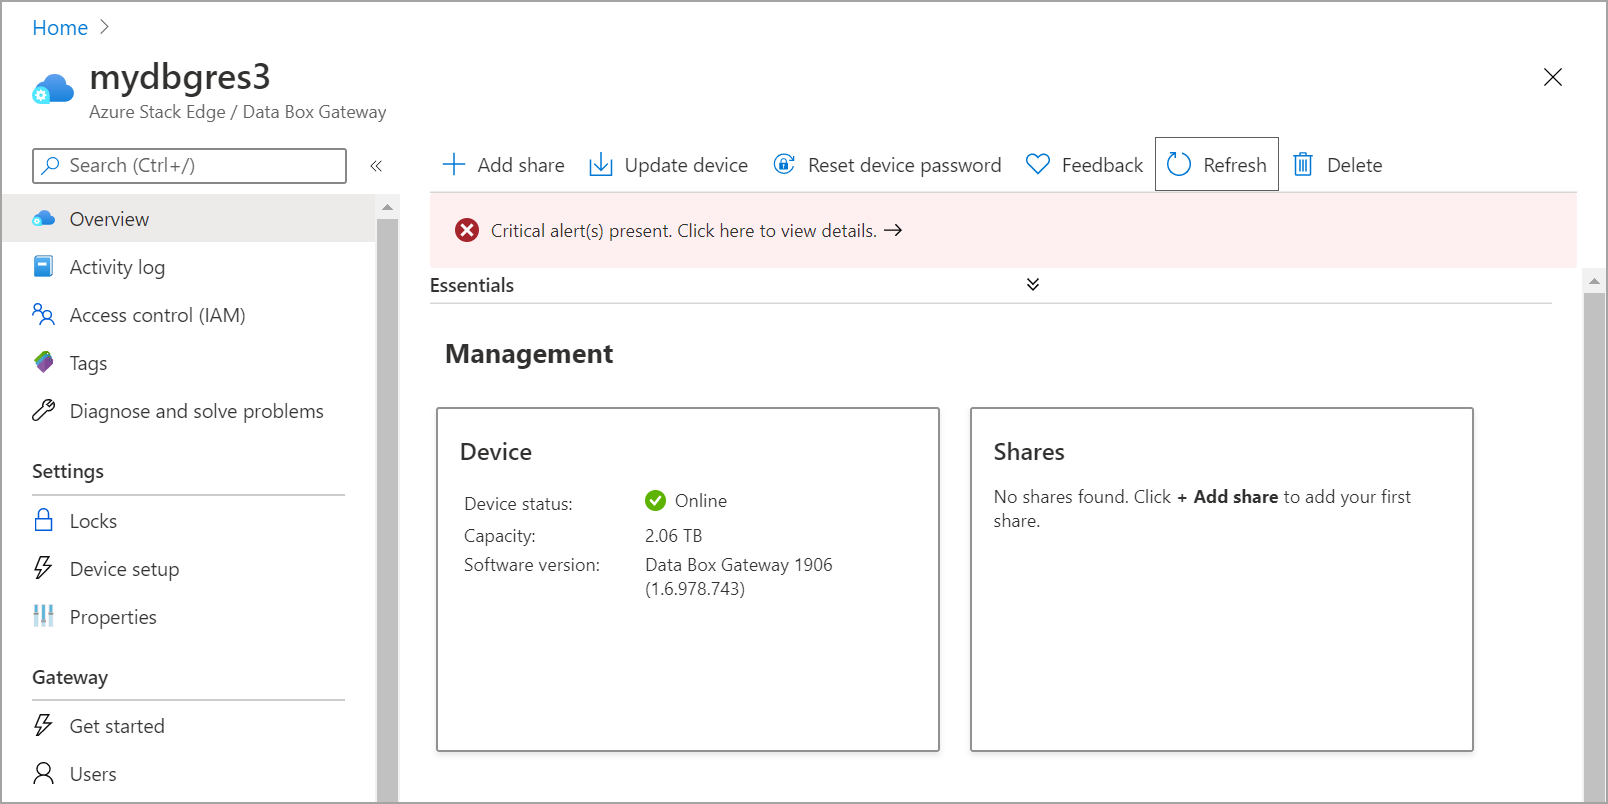 Home
mydbgres3
Azure Stack Edge / Data Box Gateway
Search (Ctrl+/)
Overview
Activity log
Access control (IAM)
Tags
Diagnose and solve problems
Settings
Locks
Device setup
Properties
Gateway
Get started
Users
Add share
Update device
Reset device password
Feedback
Refresh
Delete
Critical alert(s) present. Click here to view details. →
Essentials
Management
Device
Device status: Online
Capacity: 2.06 TB
Software version: Data Box Gateway 1906
(1.6.978.743)
Shares
No shares found. Click + Add share to add your first
share.